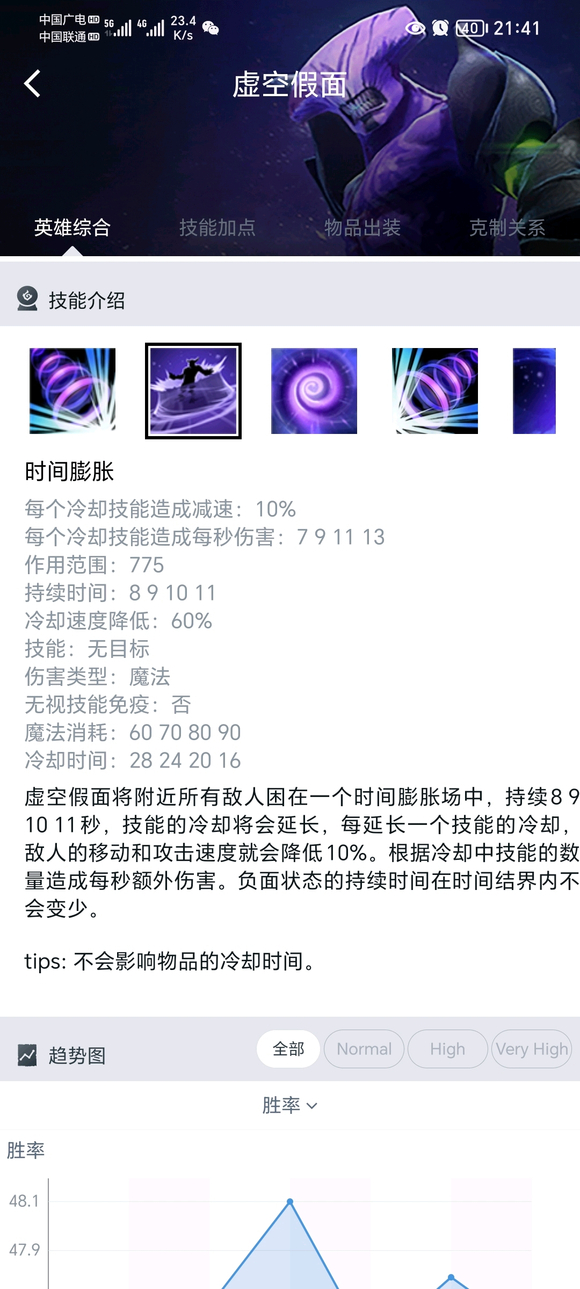 中国广电HD 5G 4G 23.4 K/s 40 21:41
中国联通HD
虚空假面
英雄综合 技能加点 物品出装 克制关系
技能介绍
时间膨胀
每个冷却技能造成减速：10%
每个冷却技能造成每秒伤害：7 9 11 13
作用范围：775
持续时间：8 9 10 11
冷却速度降低：60%
技能：无目标
伤害类型：魔法
无视技能免疫：否
魔法消耗：60 70 80 90
冷却时间：28 24 20 16
虚空假面将附近所有敌人困在一个时间膨胀场中，持续8 9
10 11秒，技能的冷却将会延长，每延长一个技能的冷却，
敌人的移动和攻击速度就会降低10%。根据冷却中技能的数
量造成每秒额外伤害。负面状态的持续时间在时间结界内不
会变少。
tips: 不会影响物品的冷却时间。
趋势图 全部 Normal High Very High
胜率
胜率
48.1
47.9